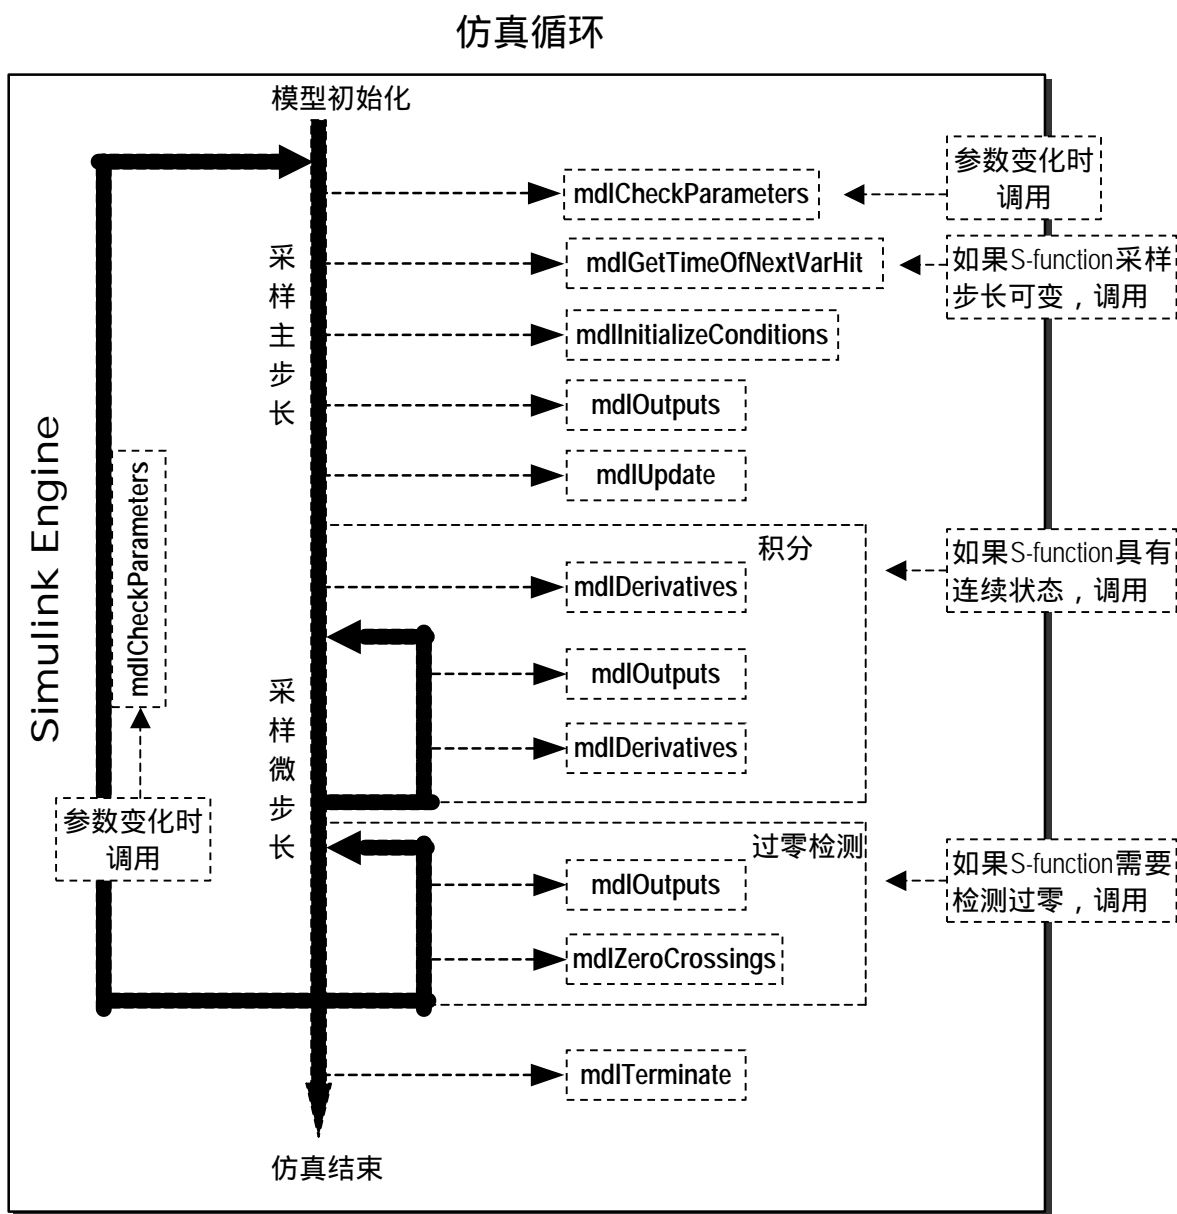 仿真循环
模型初始化
参数变化时
调用
mdlCheckParameters
采样主步长
如果S-function采样
步长可变，调用
mdlGetTimeOfNextVarHit
mdlInitializeConditions
mdlOutputs
mdlUpdate
Simulink Engine
mdlCheckParameters
积分
如果S-function具有
连续状态，调用
mdlDerivatives
采样微步长
mdlOutputs
mdlDerivatives
参数变化时
调用
过零检测
如果S-function需要
检测过零，调用
mdlOutputs
mdlZeroCrossings
mdlTerminate
仿真结束